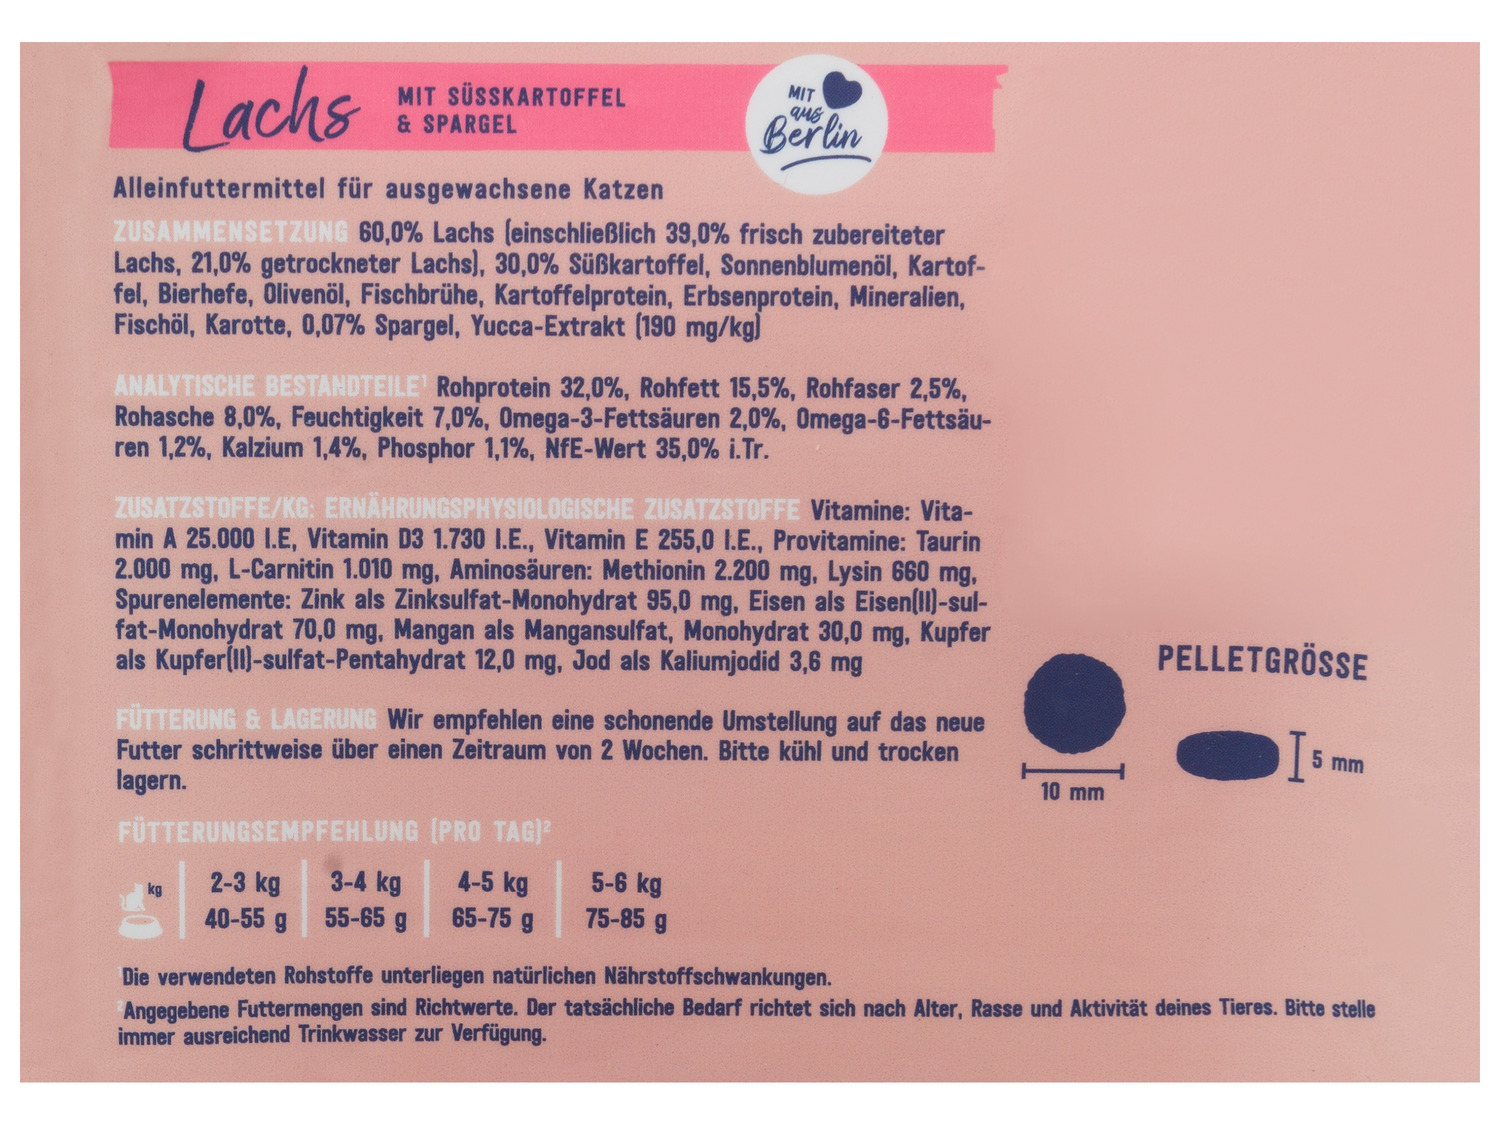 Lachs MIT SÜSSKARTOFFEL
& SPARGEL
MIT
aus
Berlin
Alleinfuttermittel für ausgewachsene Katzen
ZUSAMMENSETZUNG 60,0% Lachs (einschließlich 39,0% frisch zubereiteter
Lachs, 21,0% getrockneter Lachs), 30,0% Süßkartoffel, Sonnenblumenöl, Kartof-
fel, Bierhefe, Olivenöl, Fischbrühe, Kartoffelprotein, Erbsenprotein, Mineralien,
Fischöl, Karotte, 0,07% Spargel, Yucca-Extrakt (190 mg/kg)
ANALYTISCHE BESTANDTEILE¹ Rohprotein 32,0%, Rohfett 15,5%, Rohfaser 2,5%,
Rohasche 8,0%, Feuchtigkeit 7,0%, Omega-3-Fettsäuren 2,0%, Omega-6-Fettsäu-
ren 1,2%, Kalzium 1,4%, Phosphor 1,1%, NfE-Wert 35,0% i.Tr.
ZUSATZSTOFFE/KG: ERNÄHRUNGSPHYSIOLOGISCHE ZUSATZSTOFFE Vitamine: Vita-
min A 25.000 I.E, Vitamin D3 1.730 I.E., Vitamin E 255,0 I.E., Provitamine: Taurin
2.000 mg, L-Carnitin 1.010 mg, Aminosäuren: Methionin 2.200 mg, Lysin 660 mg,
Spurenelemente: Zink als Zinksulfat-Monohydrat 95,0 mg, Eisen als Eisen(II)-sul-
fat-Monohydrat 70,0 mg, Mangan als Mangansulfat, Monohydrat 30,0 mg, Kupfer
als Kupfer(II)-sulfat-Pentahydrat 12,0 mg, Jod als Kaliumjodid 3,6 mg
FÜTTERUNG & LAGERUNG Wir empfehlen eine schonende Umstellung auf das neue
Futter schrittweise über einen Zeitraum von 2 Wochen. Bitte kühl und trocken
lagern.
PELLETGRÖSSE
10 mm
5 mm
FÜTTERUNGSEMPFEHLUNG (PRO TAG)²
kg 2-3 kg 3-4 kg 4-5 kg 5-6 kg
40-55 g 55-65 g 65-75 g 75-85 g
¹Die verwendeten Rohstoffe unterliegen natürlichen Nährstoffschwankungen.
²Angegebene Futtermengen sind Richtwerte. Der tatsächliche Bedarf richtet sich nach Alter, Rasse und Aktivität deines Tieres. Bitte stelle
immer ausreichend Trinkwasser zur Verfügung.